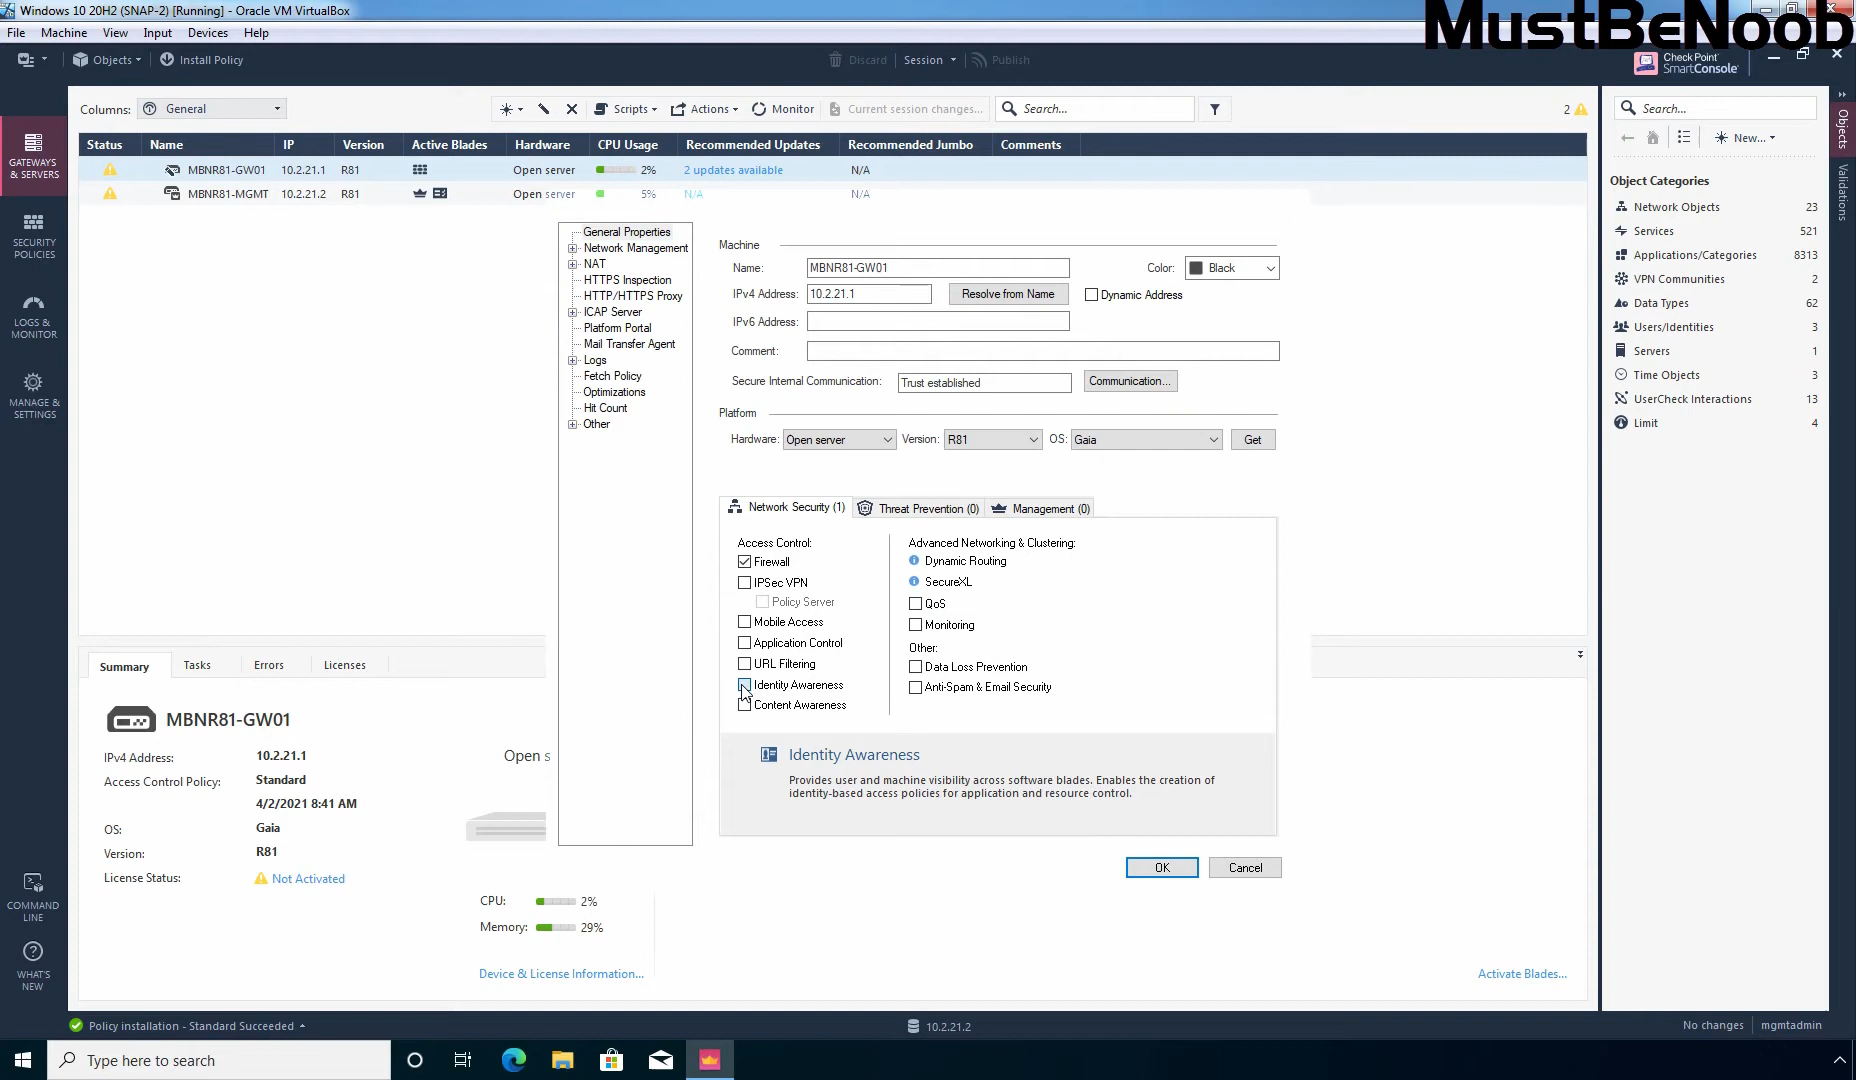 Windows 10 20H2 (SNAP-2) [Running] - Oracle VM VirtualBox
MustBeNoob
File Machine View Input Devices Help
Objects Install Policy Discard Session Publish
Check Point
SmartConsole
Columns: General Scripts Actions Monitor Current session changes... Search... 2
Status Name IP Version Active Blades Hardware CPU Usage Recommended Updates Recommended Jumbo Comments
MBNR81-GW01 10.2.21.1 R81 Open server 2% 2 updates available N/A
MBNR81-MGMT 10.2.21.2 R81 Open server 5% N/A N/A
GATEWAYS
& SERVERS
SECURITY
POLICIES
LOGS &
MONITOR
MANAGE &
SETTINGS
COMMAND
LINE
WHAT'S
NEW
General Properties
Network Management
NAT
HTTPS Inspection
HTTP/HTTPS Proxy
ICAP Server
Platform Portal
Mail Transfer Agent
Logs
Fetch Policy
Optimizations
Hit Count
Other
Machine
Name: MBNR81-GW01 Color: Black
IPv4 Address: 10.2.21.1 Resolve from Name Dynamic Address
IPv6 Address:
Comment:
Secure Internal Communication: Trust established Communication...
Platform
Hardware: Open server Version: R81 OS: Gaia Get
Network Security (1) Threat Prevention (0) Management (0)
Access Control:
Firewall
IPSec VPN
Policy Server
Mobile Access
Application Control
URL Filtering
Identity Awareness
Content Awareness
Advanced Networking & Clustering:
Dynamic Routing
SecureXL
QoS
Monitoring
Other:
Data Loss Prevention
Anti-Spam & Email Security
Identity Awareness
Provides user and machine visibility across software blades. Enables the creation of
identity-based access policies for application and resource control.
OK Cancel
Summary Tasks Errors Licenses
MBNR81-GW01
IPv4 Address: 10.2.21.1
Access Control Policy: Standard
4/2/2021 8:41 AM
OS: Gaia
Version: R81
License Status: Not Activated
Open s
CPU: 2%
Memory: 29%
Device & License Information...
Activate Blades...
Search...
New...
Object Categories
Network Objects 23
Services 521
Applications/Categories 8313
VPN Communities 2
Data Types 62
Users/Identities 3
Servers 1
Time Objects 3
UserCheck Interactions 13
Limit 4
Objects
Validations
Policy installation - Standard Succeeded 10.2.21.2 No changes mgmtadmin
Type here to search